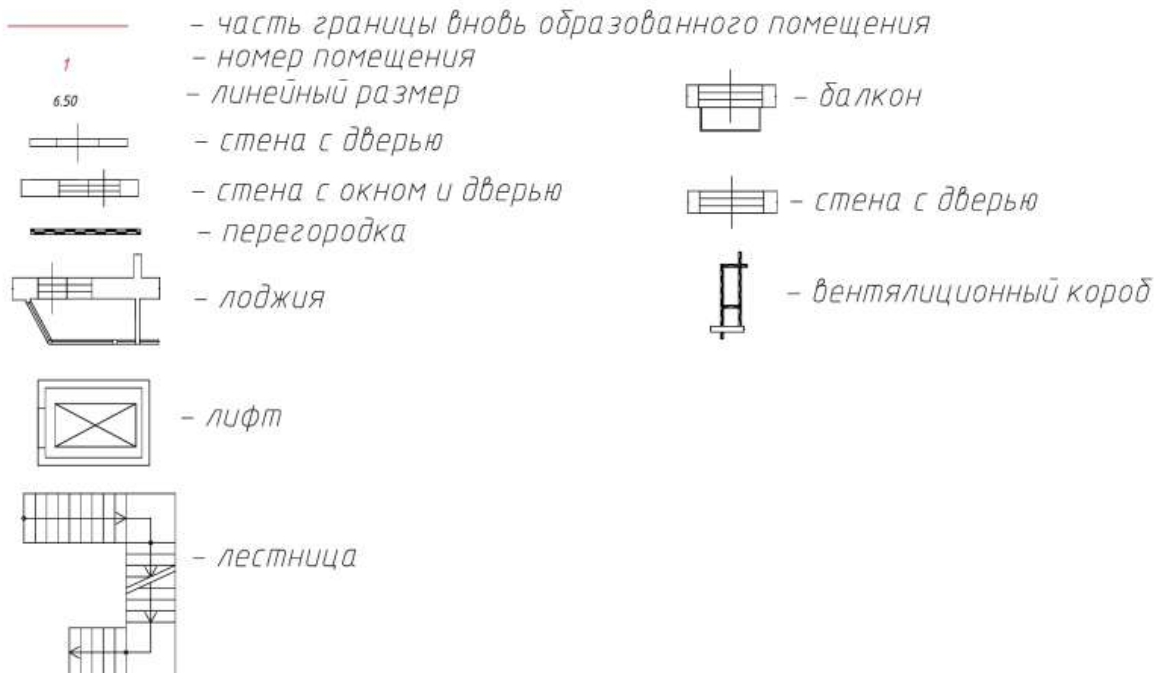 – часть границы вновь образованного помещения
1 – номер помещения
6.50 – линейный размер
– балкон
– стена с дверью
– стена с окном и дверью
– стена с дверью
– перегородка
– лоджия
– вентялиционный короб
– лифт
– лестница